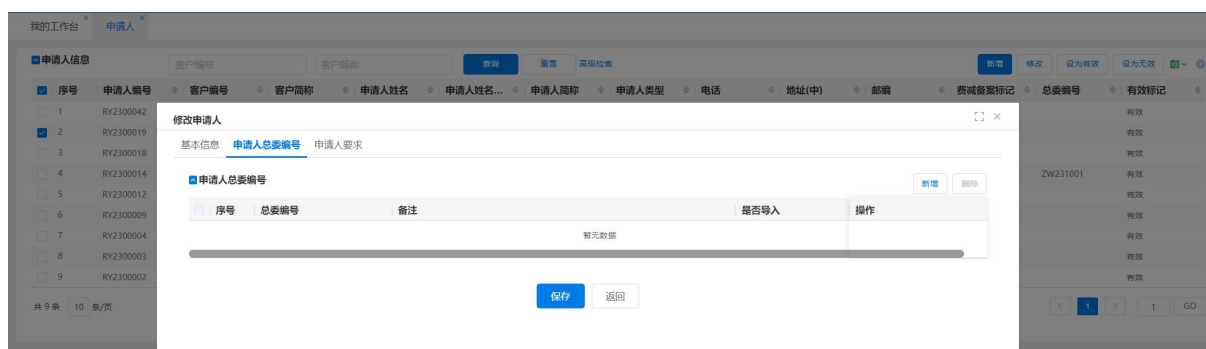 我的工作台 × 申请人 ×
申请人信息 客户编号 客户简称 查询 重置 高级检索 新增 修改 设为有效 设为无效
序号 申请人编号 客户编号 客户简称 申请人姓名 申请人姓名... 申请人简称 申请人类型 电话 地址(中) 邮编 费减备案标记 总委编号 有效标记
1 RY2300042 有效
修改申请人
2 RY2300019 有效
基本信息 申请人总委编号 申请人要求
3 RY2300018 有效
4 RY2300014 ZW231001 有效
申请人总委编号 新增 删除
5 RY2300012 有效
序号 总委编号 备注 是否导入 操作
6 RY2300009 有效
暂无数据
7 RY2300004 有效
8 RY2300003 有效
9 RY2300002 有效
保存 返回
共 9 条 10 条/页 < 1 > 1 GO